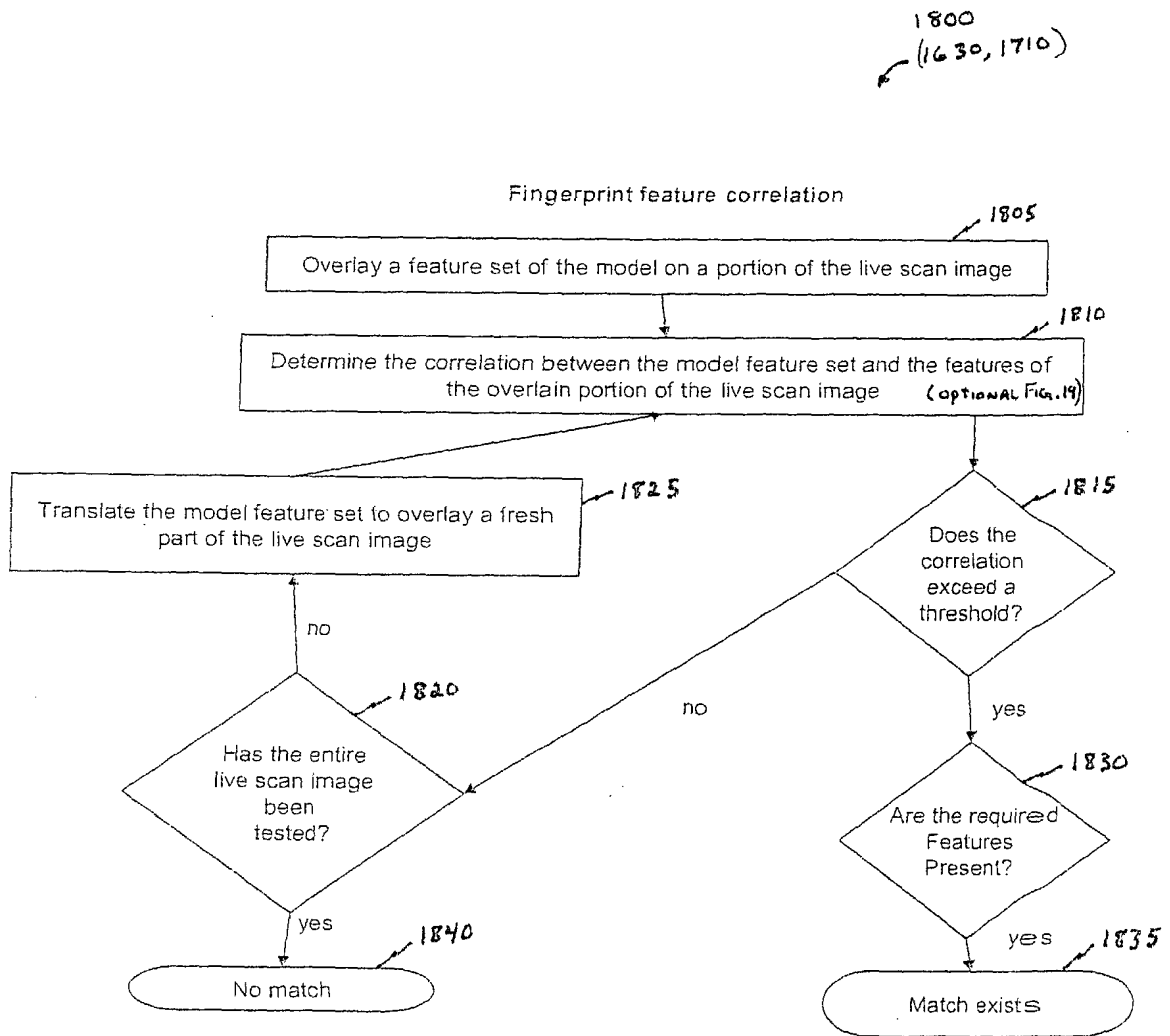 1800
(1630, 1710)
Fingerprint feature correlation
1805
Overlay a feature set of the model on a portion of the live scan image
1810
Determine the correlation between the model feature set and the features of
the overlain portion of the live scan image (OPTIONAL FIG. 19)
1825
Translate the model feature set to overlay a fresh
part of the live scan image
1815
Does the
correlation
exceed a
threshold?
no
no
yes
1820
Has the entire
live scan image
been
tested?
1830
Are the required
Features
Present?
yes
yes
1840
No match
1835
Match exists